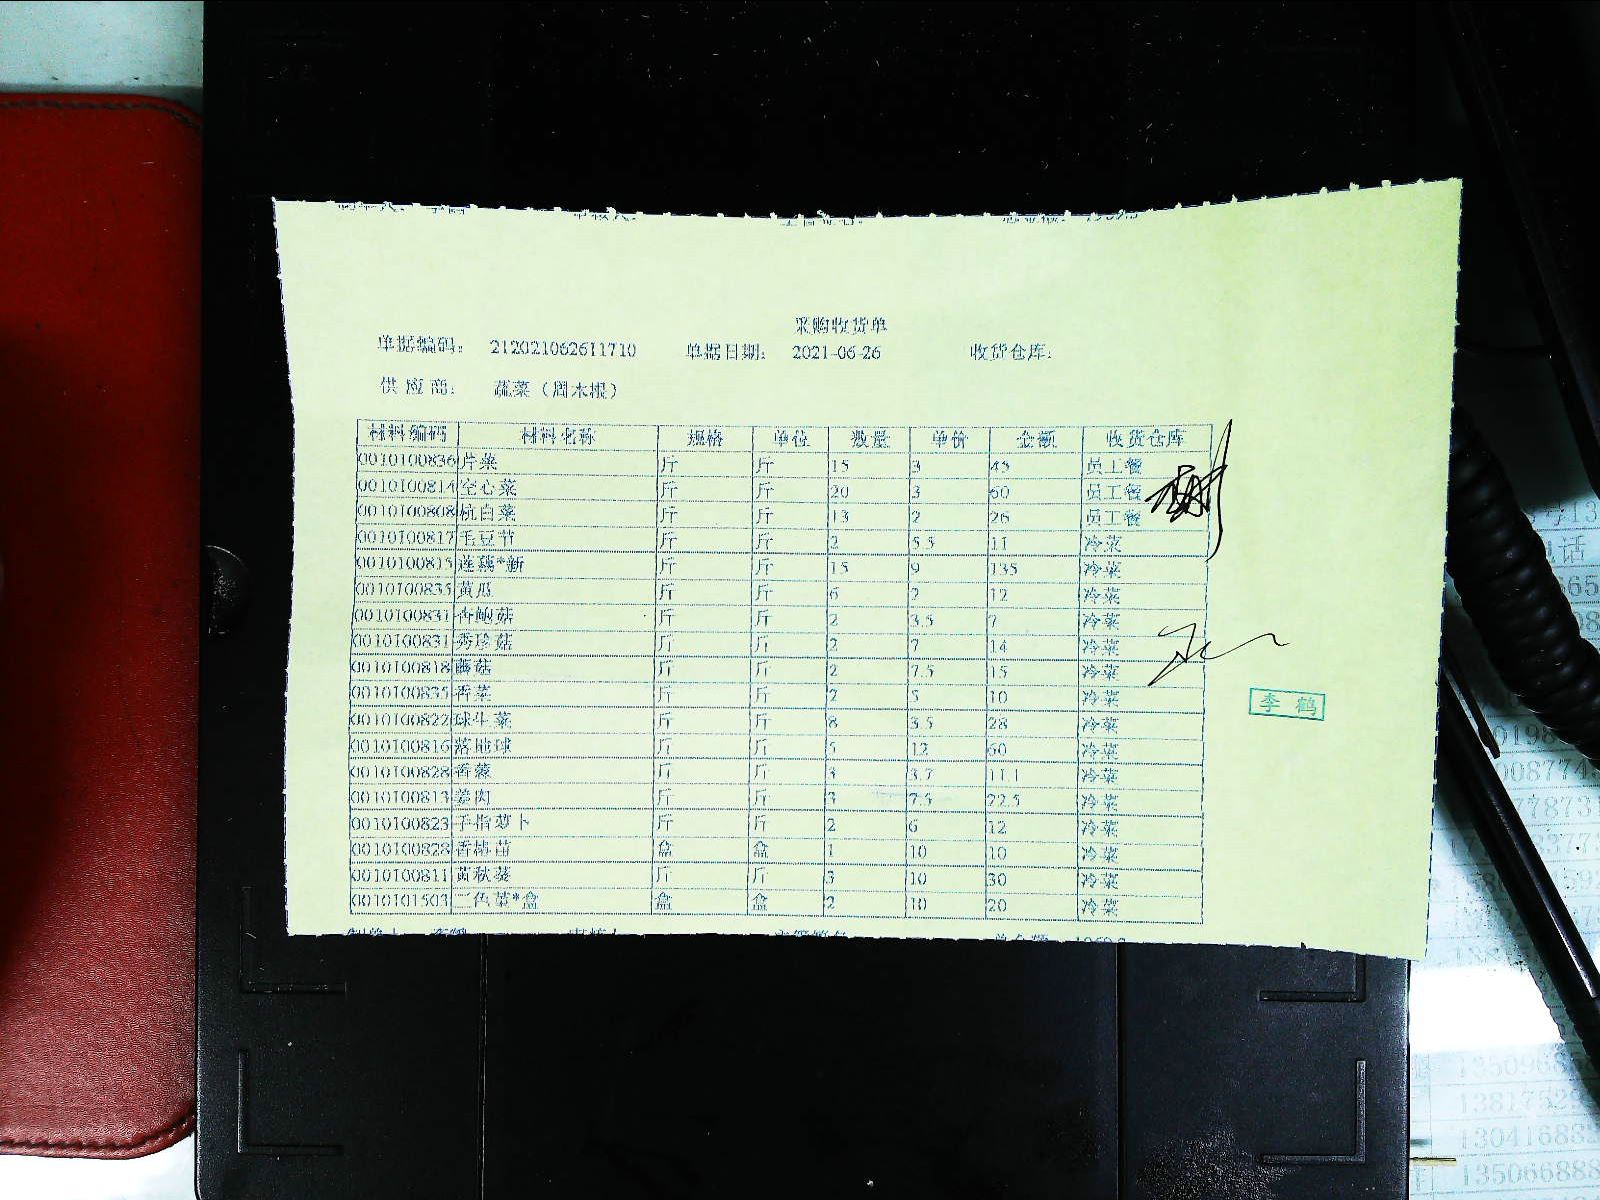 采购收货单
单据编码： 212021062611710 单据日期： 2021-06-26 收货仓库：
供应商： 蔬菜（周木根）
材料编码 材料名称 规格 单位 数量 单价 金额 收货仓库
0010100836 芹菜 斤 斤 15 3 45 员工餐
0010100814 空心菜 斤 斤 20 3 60 员工餐
0010100808 杭白菜 斤 斤 13 2 26 员工餐
0010100817 毛豆节 斤 斤 2 5.5 11 冷菜
0010100815 莲藕*新 斤 斤 15 9 135 冷菜
0010100835 黄瓜 斤 斤 6 2 12 冷菜
0010100831 杏鲍菇 斤 斤 2 3.5 7 冷菜
0010100831 秀珍菇 斤 斤 2 7 14 冷菜
0010100818 蘑菇 斤 斤 2 7.5 15 冷菜
0010100835 香菜 斤 斤 2 5 10 冷菜
0010100822 球生菜 斤 斤 8 3.5 28 冷菜
0010100816 落地球 斤 斤 5 12 60 冷菜
0010100828 香葱 斤 斤 3 3.7 11.1 冷菜
0010100813 姜肉 斤 斤 3 7.5 22.5 冷菜
0010100823 手指萝卜 斤 斤 2 6 12 冷菜
0010100828 香椿苗 盒 盒 1 10 10 冷菜
0010100811 黄秋葵 斤 斤 3 10 30 冷菜
0010101503 三色堇*盒 盒 盒 2 10 20 冷菜
李鹤